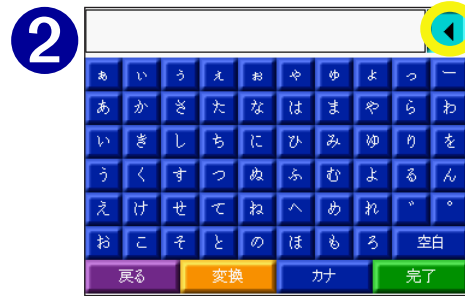 2
ぁ ぃ ぅ ぇ ぉ ゃ ゅ ょ っ ー
あ か さ た な は ま や ら わ
い き し ち に ひ み ゆ り を
う く す つ ぬ ふ む よ る ん
え け せ て ね へ め れ ゛ ゜
お こ そ と の ほ も ろ 空白
戻る 変換 カナ 完了